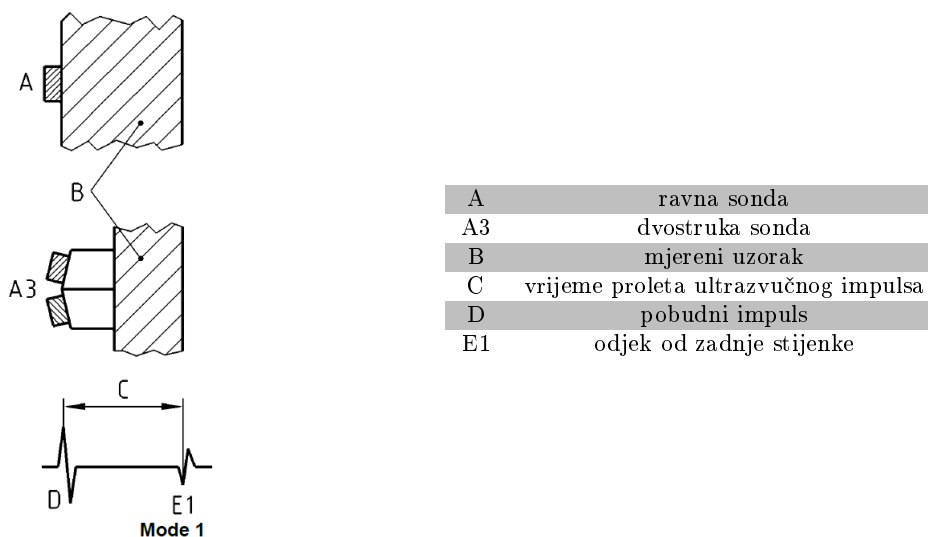 A
B
A3
C
D
E1
Mode 1
A ravna sonda
A3 dvostruka sonda
B mjereni uzorak
C vrijeme proleta ultrazvučnog impulsa
D pobudni impuls
E1 odjek od zadnje stijenke